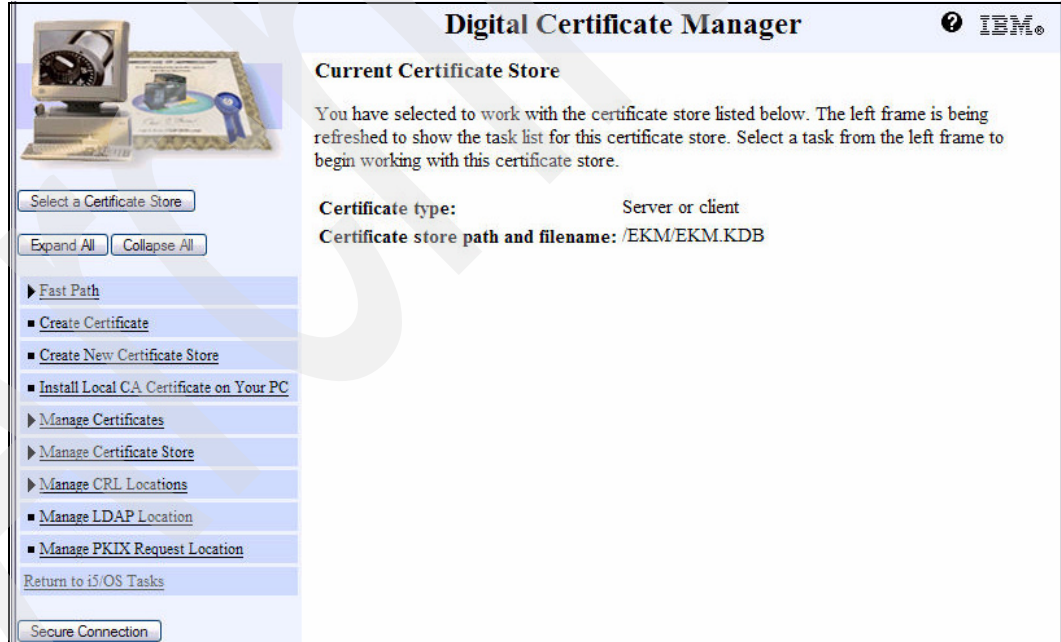 Digital Certificate Manager
IBM®
Current Certificate Store
You have selected to work with the certificate store listed below. The left frame is being
refreshed to show the task list for this certificate store. Select a task from the left frame to
begin working with this certificate store.
Certificate type: Server or client
Certificate store path and filename: /EKM/EKM.KDB
Select a Certificate Store
Expand All Collapse All
Fast Path
Create Certificate
Create New Certificate Store
Install Local CA Certificate on Your PC
Manage Certificates
Manage Certificate Store
Manage CRL Locations
Manage LDAP Location
Manage PKIX Request Location
Return to i5/OS Tasks
Secure Connection